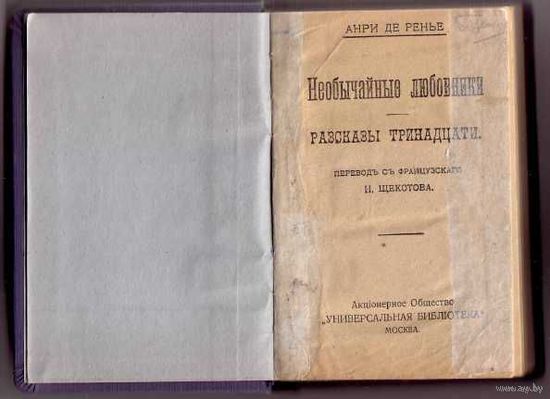 АНРИ ДЕ РЕНЬЕ
Необычайные любовники
РАЗСКАЗЫ ТРИНАДЦАТИ.
ПЕРЕВОДЪ СЪ ФРАНЦУЗСКАГО
Н. ЩЕКОТОВА.
Акціонерное Общество
„УНИВЕРСАЛЬНАЯ БИБЛІОТЕКА“
МОСКВА.